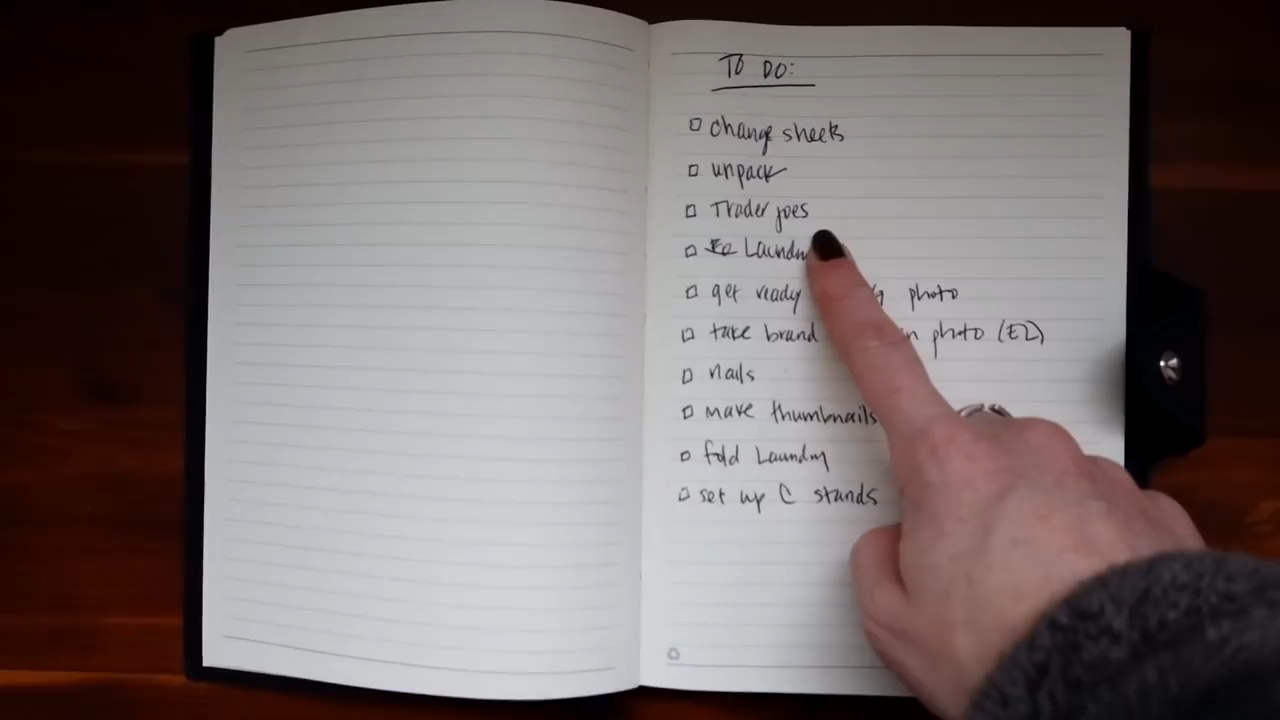 TO DO:
change sheets
unpack
Trader joes
Laundry
get ready photo
take brand photo (EZ)
nails
make thumbnails
fold Laundry
set up C stands